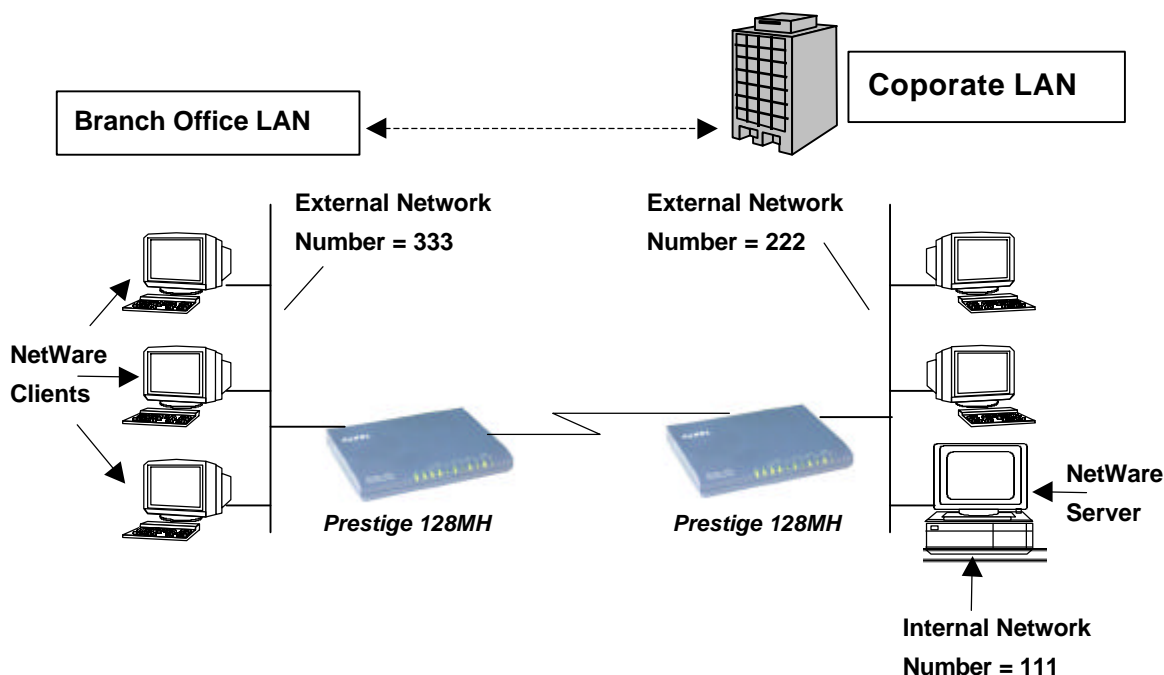 Coporate LAN
Branch Office LAN
External Network
Number = 333
External Network
Number = 222
NetWare
Clients
NetWare
Server
Prestige 128MH
Prestige 128MH
Internal Network
Number = 111